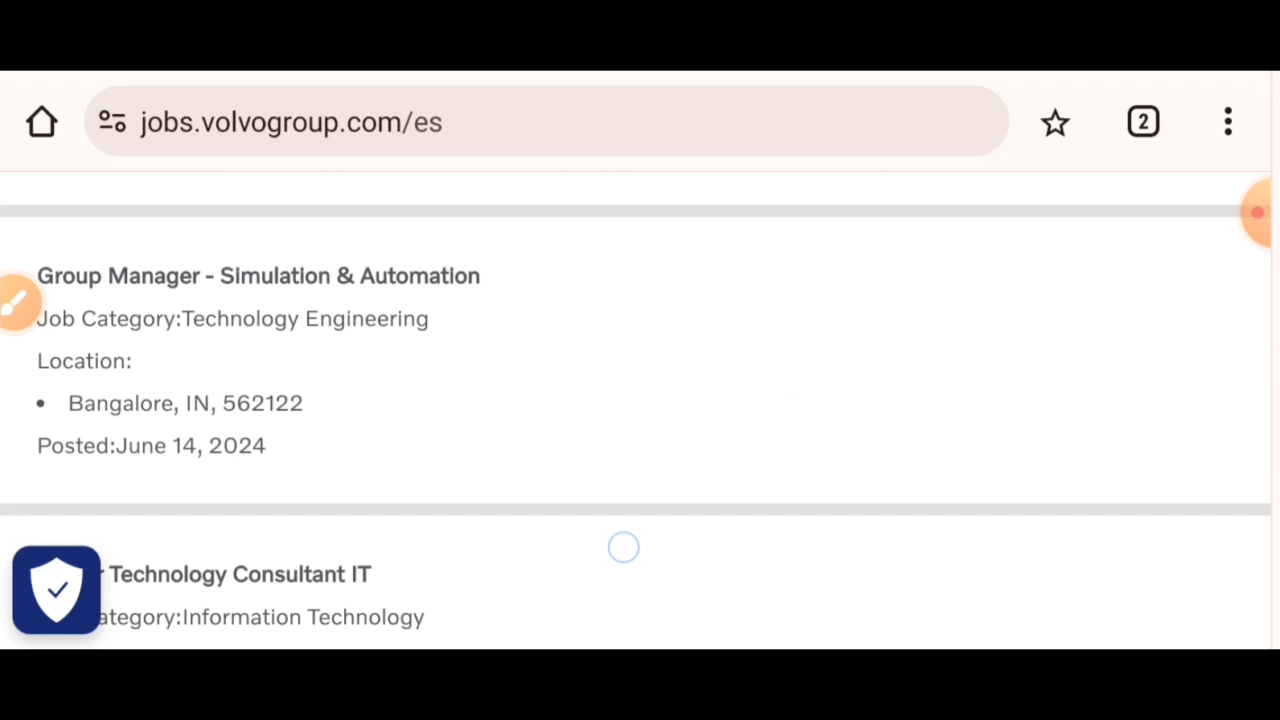 jobs.volvogroup.com/es
2
Group Manager - Simulation & Automation
Job Category:Technology Engineering
Location:
• Bangalore, IN, 562122
Posted:June 14, 2024
Technology Consultant IT
Information Technology